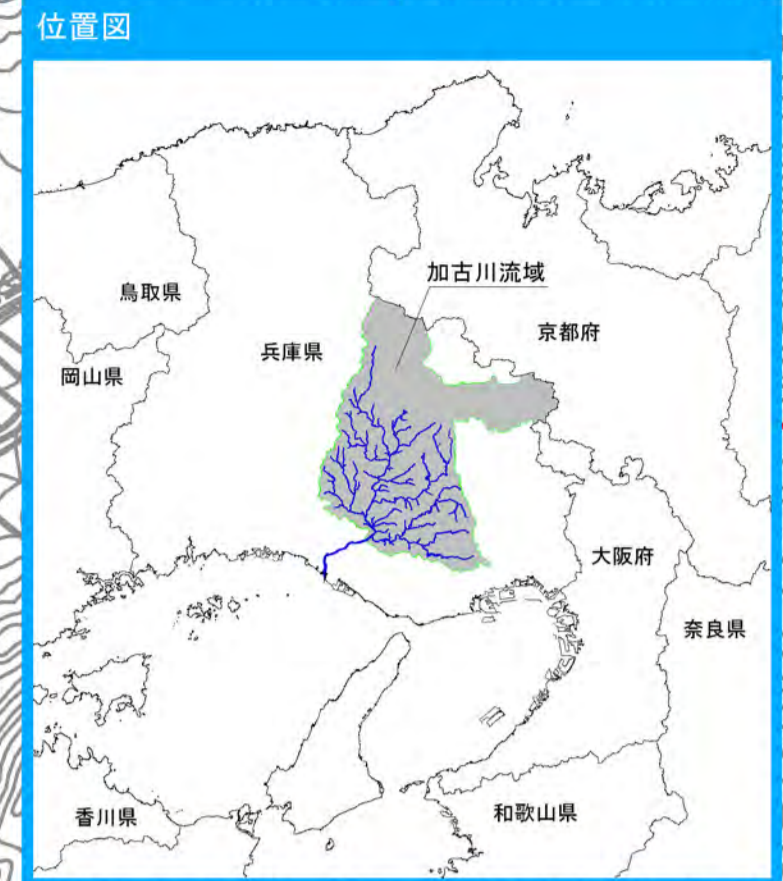 位置図
加古川流域
鳥取県
京都府
兵庫県
岡山県
大阪府
奈良県
香川県
和歌山県